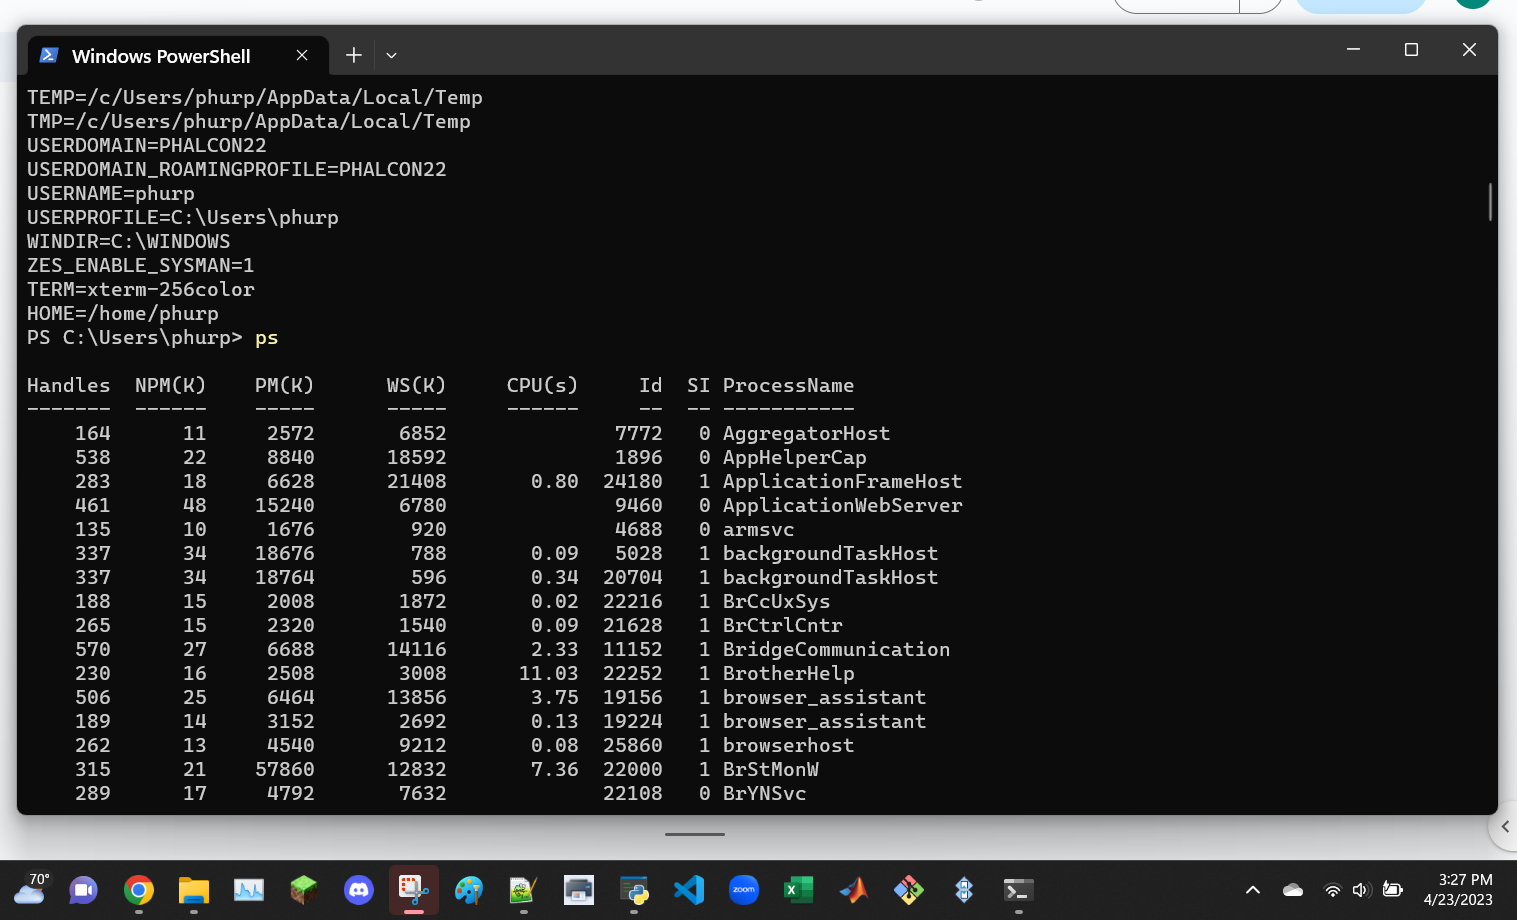 Windows PowerShell
TEMP=/c/Users/phurp/AppData/Local/Temp
TMP=/c/Users/phurp/AppData/Local/Temp
USERDOMAIN=PHALCON22
USERDOMAIN_ROAMINGPROFILE=PHALCON22
USERNAME=phurp
USERPROFILE=C:\Users\phurp
WINDIR=C:\WINDOWS
ZES_ENABLE_SYSMAN=1
TERM=xterm-256color
HOME=/home/phurp
PS C:\Users\phurp> ps
Handles NPM(K) PM(K) WS(K) CPU(s) Id SI ProcessName
------- ------ ----- ----- ------ -- -- -----------
164 11 2572 6852 7772 0 AggregatorHost
538 22 8840 18592 1896 0 AppHelperCap
283 18 6628 21408 0.80 24180 1 ApplicationFrameHost
461 48 15240 6780 9460 0 ApplicationWebServer
135 10 1676 920 4688 0 armsvc
337 34 18676 788 0.09 5028 1 backgroundTaskHost
337 34 18764 596 0.34 20704 1 backgroundTaskHost
188 15 2008 1872 0.02 22216 1 BrCcUxSys
265 15 2320 1540 0.09 21628 1 BrCtrlCntr
570 27 6688 14116 2.33 11152 1 BridgeCommunication
230 16 2508 3008 11.03 22252 1 BrotherHelp
506 25 6464 13856 3.75 19156 1 browser_assistant
189 14 3152 2692 0.13 19224 1 browser_assistant
262 13 4540 9212 0.08 25860 1 browserhost
315 21 57860 12832 7.36 22000 1 BrStMonW
289 17 4792 7632 22108 0 BrYNSvc
70°
zoom
3:27 PM
4/23/2023